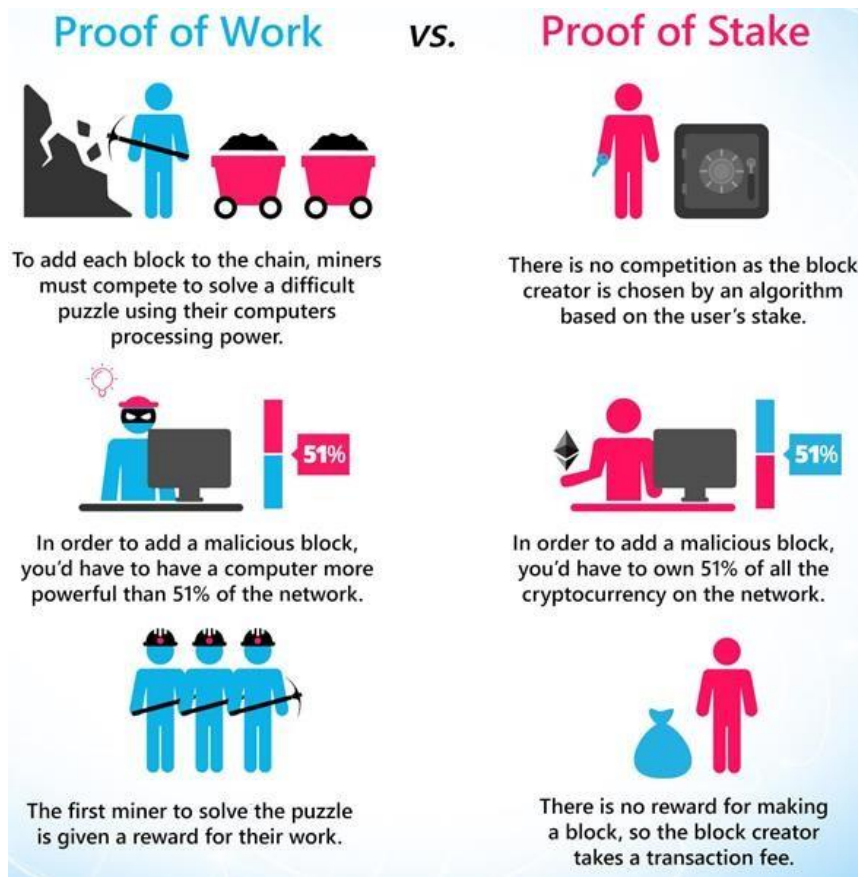 Proof of Work vs. Proof of Stake
To add each block to the chain, miners
must compete to solve a difficult
puzzle using their computers
processing power.
There is no competition as the block
creator is chosen by an algorithm
based on the user's stake.
51%
51%
In order to add a malicious block,
you'd have to have a computer more
powerful than 51% of the network.
In order to add a malicious block,
you'd have to own 51% of all the
cryptocurrency on the network.
The first miner to solve the puzzle
is given a reward for their work.
There is no reward for making
a block, so the block creator
takes a transaction fee.